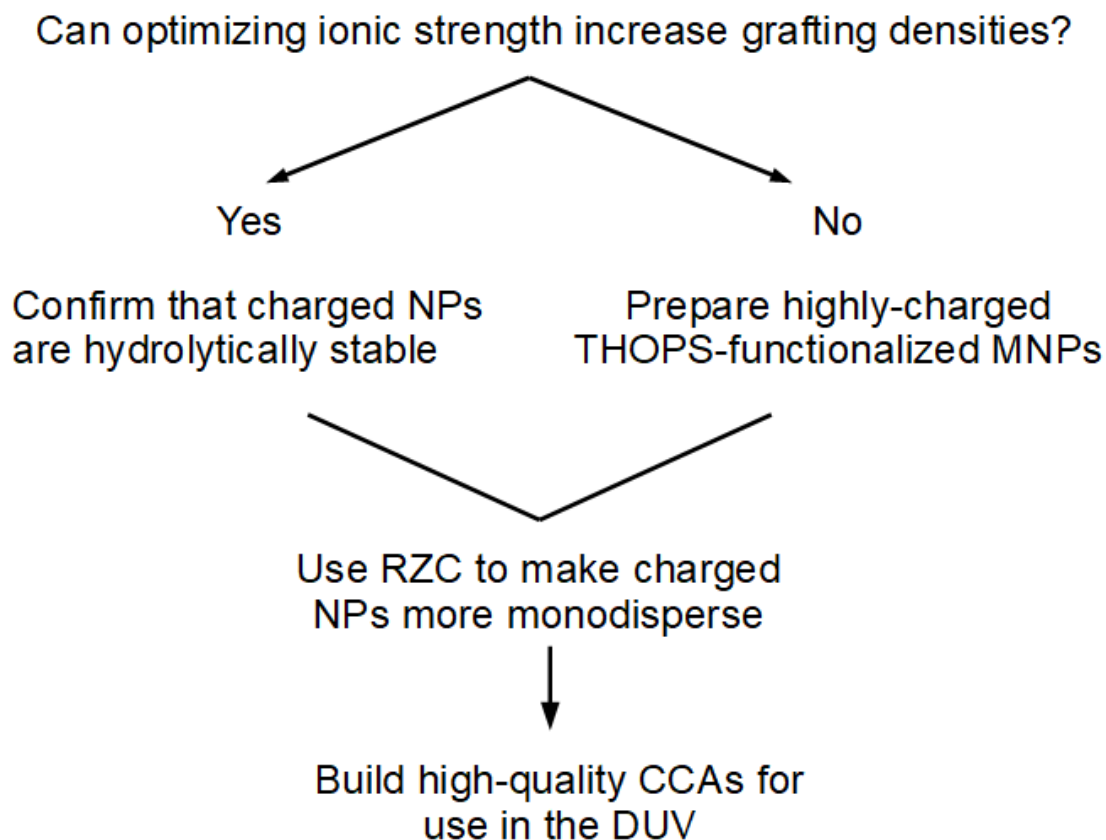 Can optimizing ionic strength increase grafting densities?
Yes
No
Confirm that charged NPs
are hydrolytically stable
Prepare highly-charged
THOPS-functionalized MNPs
Use RZC to make charged
NPs more monodisperse
Build high-quality CCAs for
use in the DUV